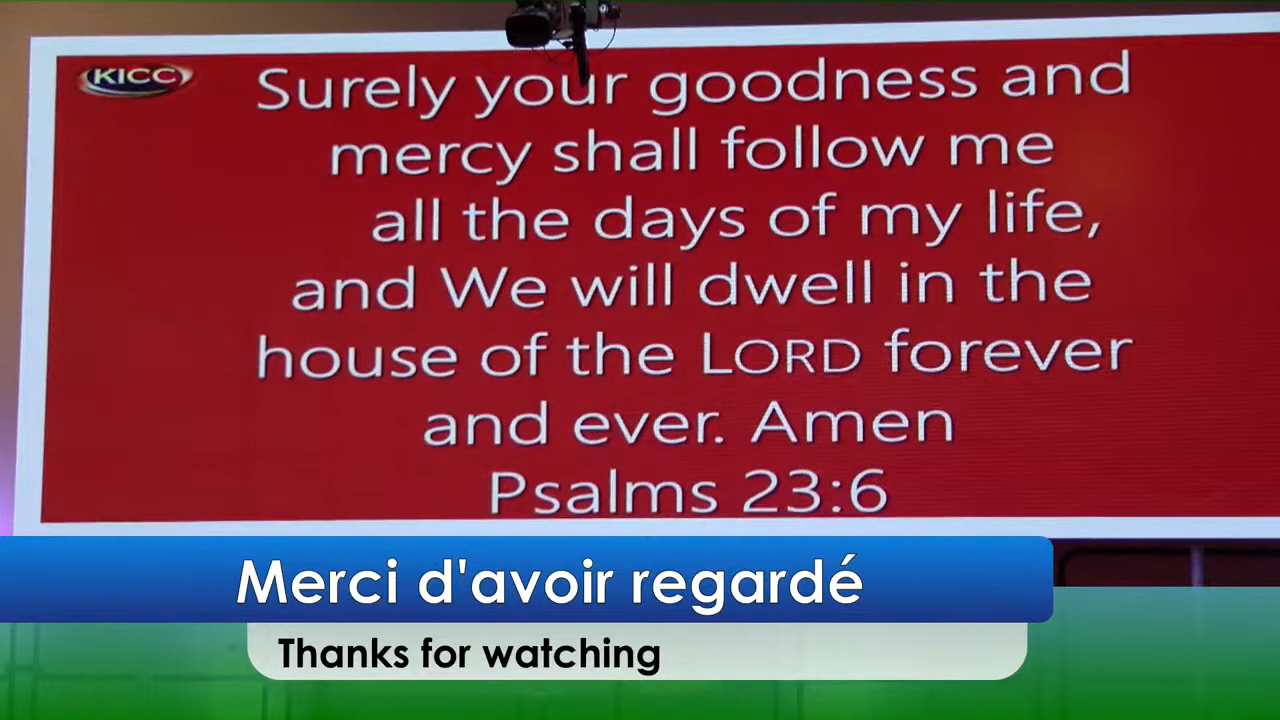 KICC
Surely your goodness and
mercy shall follow me
all the days of my life,
and We will dwell in the
house of the LORD forever
and ever. Amen
Psalms 23:6
Merci d'avoir regardé
Thanks for watching